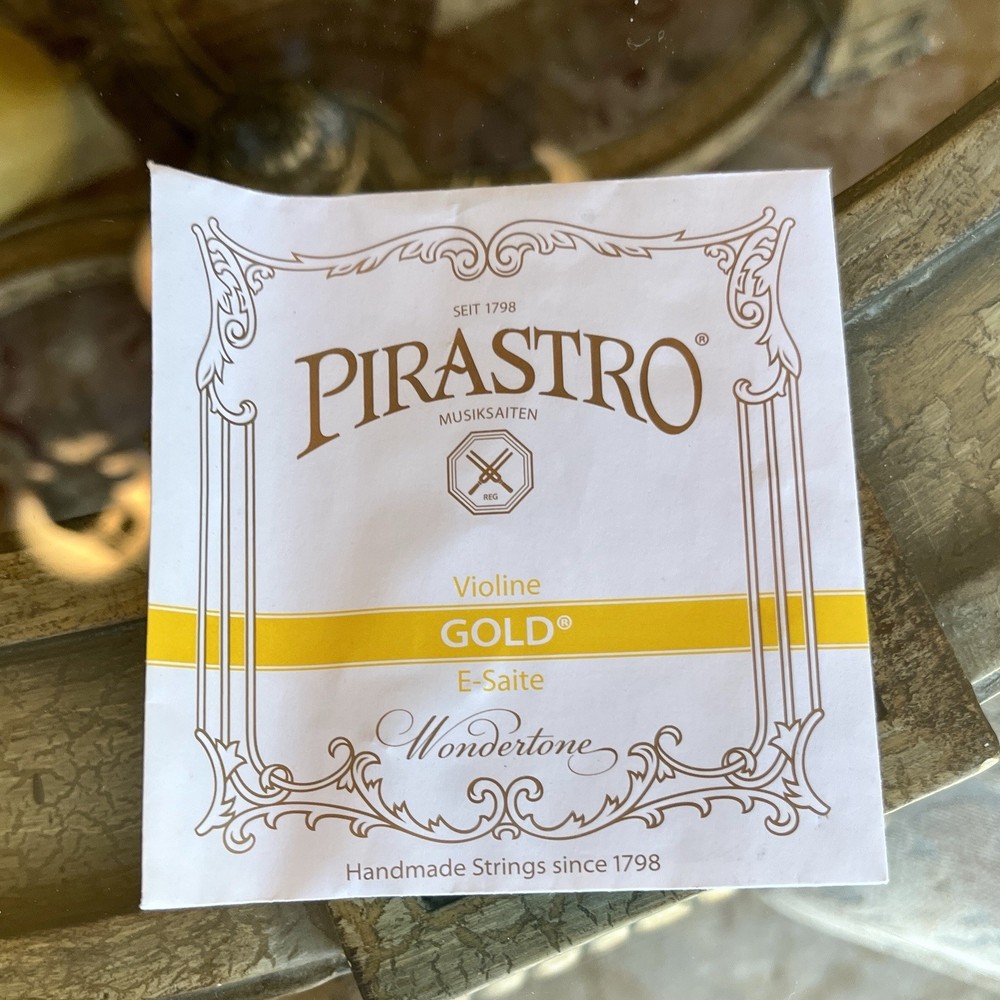 SEIT 1798
PIRASTRO®
MUSIKSAITEN
REG
Violine
GOLD®
E-Saite
Wondertone
Handmade Strings since 1798